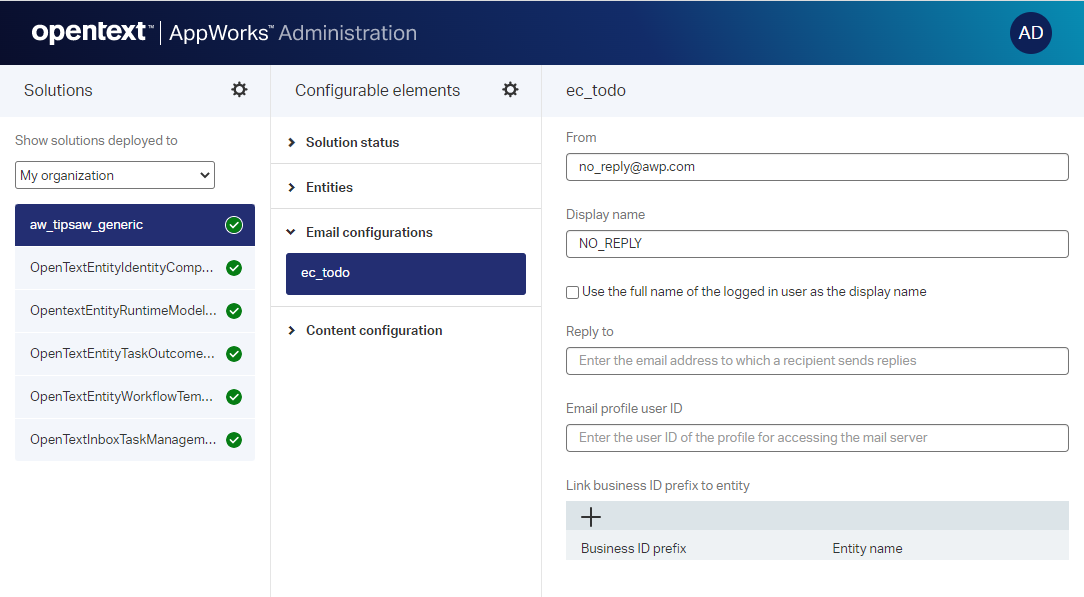 opentext™ | AppWorks™ Administration
AD
Solutions
Show solutions deployed to
My organization
aw_tipsaw_generic
OpenTextEntityIdentityComp...
OpentextEntityRuntimeModel...
OpenTextEntityTaskOutcome...
OpenTextEntityWorkflowTem...
OpenTextInboxTaskManagem...
Configurable elements
Solution status
Entities
Email configurations
ec_todo
Content configuration
ec_todo
From
no_reply@awp.com
Display name
NO_REPLY
Use the full name of the logged in user as the display name
Reply to
Enter the email address to which a recipient sends replies
Email profile user ID
Enter the user ID of the profile for accessing the mail server
Link business ID prefix to entity
Business ID prefix Entity name